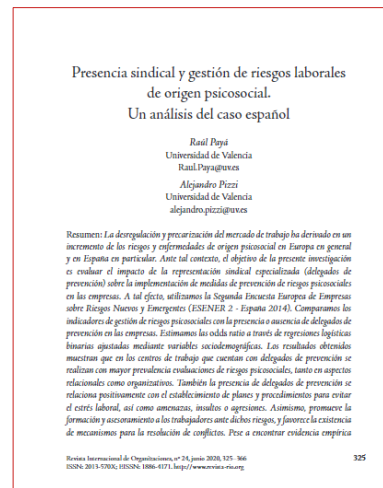 Presencia sindical y gestión de riesgos laborales
de origen psicosocial.
Un análisis del caso español
Raúl Payá
Universidad de Valencia
Raul.Paya@uv.es
Alejandro Pizzi
Universidad de Valencia
alejandro.pizzi@uv.es
Resumen: La desregulación y precarización del mercado de trabajo ha derivado en un
incremento de los riesgos y enfermedades de origen psicosocial en Europa en general
y en España en particular. Ante tal contexto, el objetivo de la presente investigación
es evaluar el impacto de la representación sindical especializada (delegados de
prevención) sobre la implementación de medidas de prevención de riesgos psicosociales
en las empresas. A tal efecto, utilizamos la Segunda Encuesta Europea de Empresas
sobre Riesgos Nuevos y Emergentes (ESENER 2 - España 2014). Comparamos los
indicadores de gestión de riesgos psicosociales con la presencia o ausencia de delegados de
prevención en las empresas. Estimamos las odds ratio a través de regresiones logísticas
binarias ajustadas mediante variables sociodemográficas. Los resultados obtenidos
muestran que en los centros de trabajo que cuentan con delegados de prevención se
realizan con mayor prevalencia evaluaciones de riesgos psicosociales, tanto en aspectos
relacionales como organizativos. También la presencia de delegados de prevención se
relaciona positivamente con el establecimiento de planes y procedimientos para evitar
el estrés laboral, así como amenazas, insultos o agresiones. Asimismo, promueve la
formación y asesoramiento a los trabajadores ante dichos riesgos, y favorece la existencia
de mecanismos para la resolución de conflictos. Pese a encontrar evidencia empírica
Revista Internacional de Organizaciones, nº 24, junio 2020, 325 - 366
ISSN: 2013-570X; EISSN: 1886-4171. http://www.revista-rio.org
325